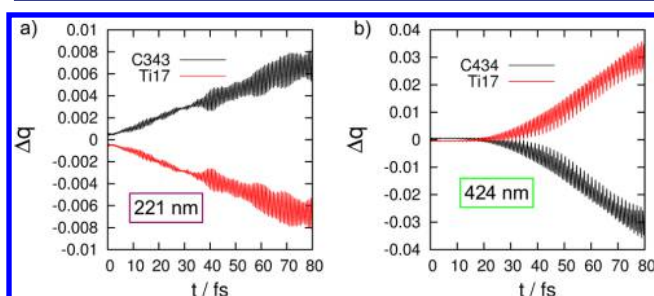 a)
C343
Ti17
0.01
0.008
0.006
0.004
0.002
0
-0.002
-0.004
-0.006
-0.008
-0.01
Δq
221 nm
0 10 20 30 40 50 60 70 80
t / fs
b)
C434
Ti17
0.04
0.03
0.02
0.01
0
-0.01
-0.02
-0.03
-0.04
Δq
424 nm
0 10 20 30 40 50 60 70 80
t / fs